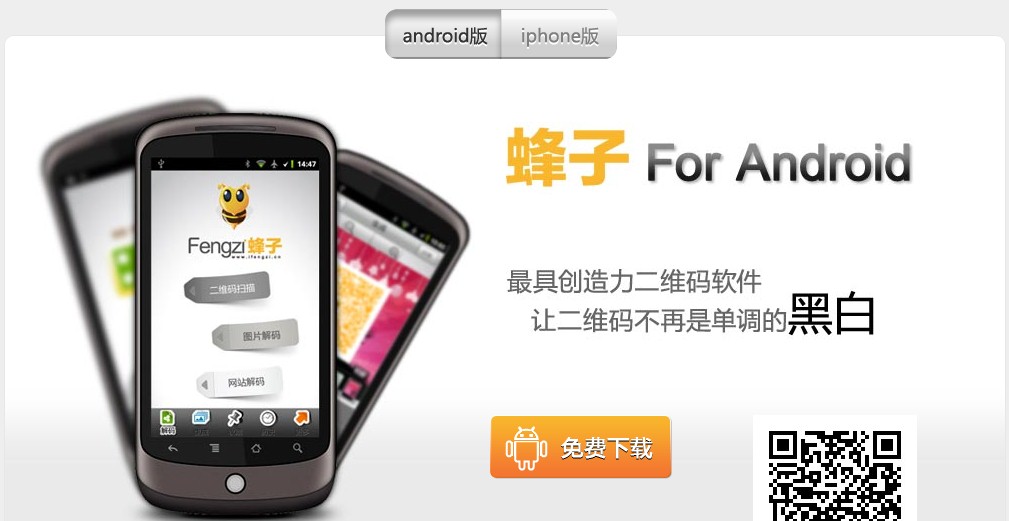 android版 iphone版
蜂子 For Android
14:47
Fengzi 蜂子
www.ifengzi.cn
二维码扫描
图片解码
网站解码
解码
最具创造力二维码软件
让二维码不再是单调的黑白
免费下载